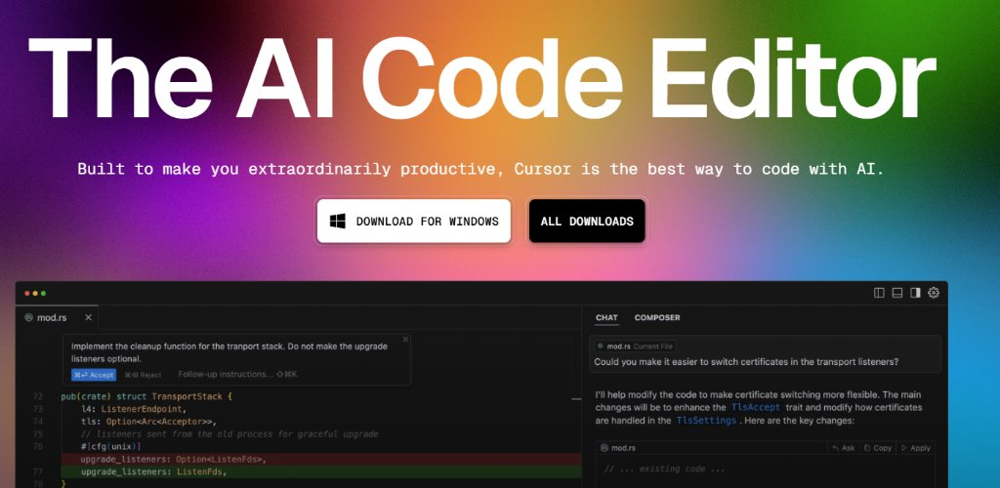 The AI Code Editor
Built to make you extraordinarily productive, Cursor is the best way to code with AI.
DOWNLOAD FOR WINDOWS
ALL DOWNLOADS
mod.rs
Implement the cleanup function for the tranport stack. Do not make the upgrade
listeners optional.
⌘⏎ Accept
Reject
Follow-up instructions... ⇧⌘K
72 pub(crate) struct TransportStack {
73 l4: ListenerEndpoint,
74 tls: Option<Arc<Acceptor>>,
75 // listeners sent from the old process for graceful upgrade
76 #[cfg(unix)]
upgrade_listeners: Option<ListenFds>,
77 upgrade_listeners: ListenFds,
78 }
CHAT
COMPOSER
mod.rs Current File
Could you make it easier to switch certificates in the transport listeners?
I'll help modify the code to make certificate switching more flexible. The main
changes will be to enhance the TlsAccept trait and modify how certificates
are handled in the TlsSettings. Here are the key changes:
mod.rs
Ask
Copy
Apply
// ... existing code ...